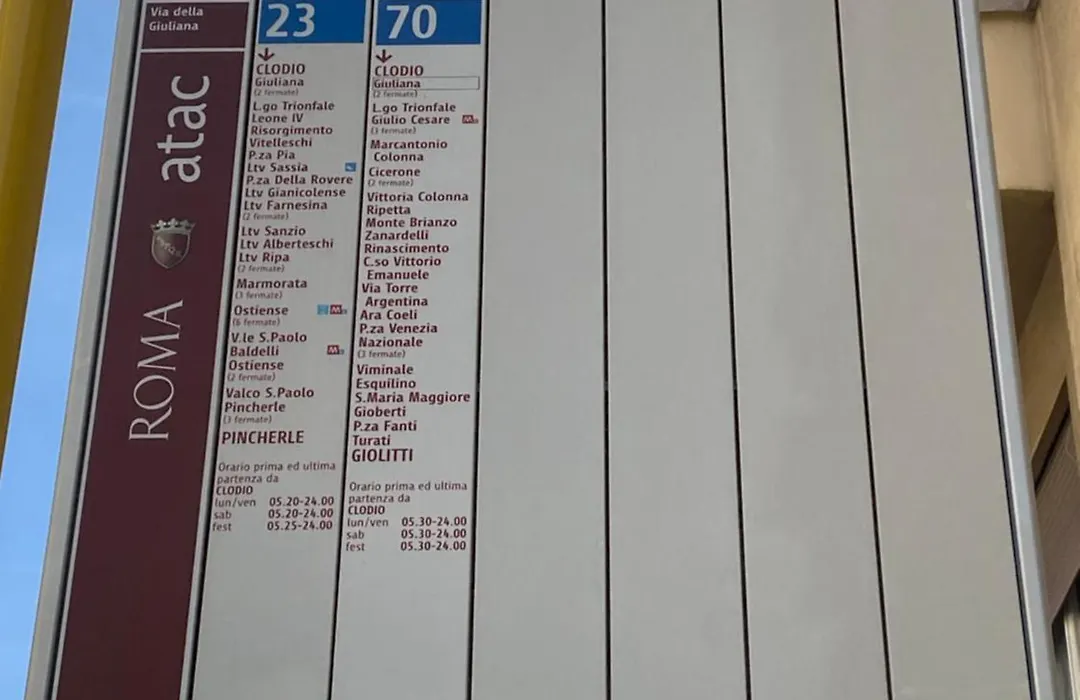 Via della
Giuliana
atac
ROMA
23
CLODIO
Giuliana
(2 fermate)
L.go Trionfale
Leone IV
Risorgimento
Vitelleschi
P.za Pia
Ltv Sassia
P.za Della Rovere
Ltv Gianicolense
Ltv Farnesina
(2 fermate)
Ltv Sanzio
Ltv Alberteschi
Ltv Ripa
(2 fermate)
Marmorata
(3 fermate)
Ostiense M
(6 fermate)
V.le S.Paolo
Baldelli M
Ostiense
(2 fermate)
Valco S.Paolo
Pincherle
(3 fermate)
PINCHERLE
Orario prima ed ultima
partenza da
CLODIO
lun/ven 05.20-24.00
sab 05.20-24.00
fest 05.25-24.00
70
CLODIO
Giuliana
(2 fermate)
L.go Trionfale
Giulio Cesare M
(3 fermate)
Marcantonio
Colonna
Cicerone
(2 fermate)
Vittoria Colonna
Ripetta
Monte Brianzo
Zanardelli
Rinascimento
C.so Vittorio
Emanuele
Via Torre
Argentina
Ara Coeli
P.za Venezia
Nazionale
(3 fermate)
Viminale
Esquilino
S.Maria Maggiore
Gioberti
P.za Fanti
Turati
GIOLITTI
Orario prima ed ultima
partenza da
CLODIO
lun/ven 05.30-24.00
sab 05.30-24.00
fest 05.30-24.00